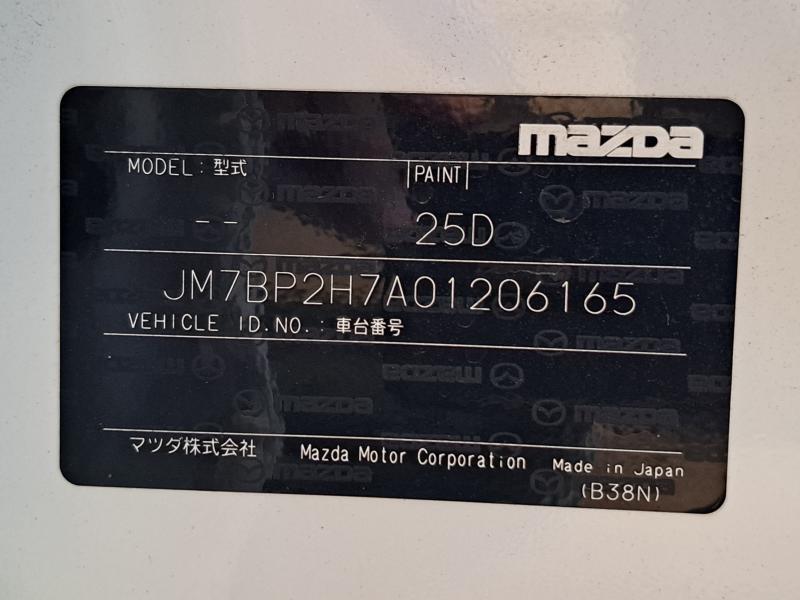 mazda
MODEL : 型式 PAINT
-- 25D
JM7BP2H7A01206165
VEHICLE ID.NO. : 車台番号
マツダ株式会社 Mazda Motor Corporation Made in Japan
(B38N)